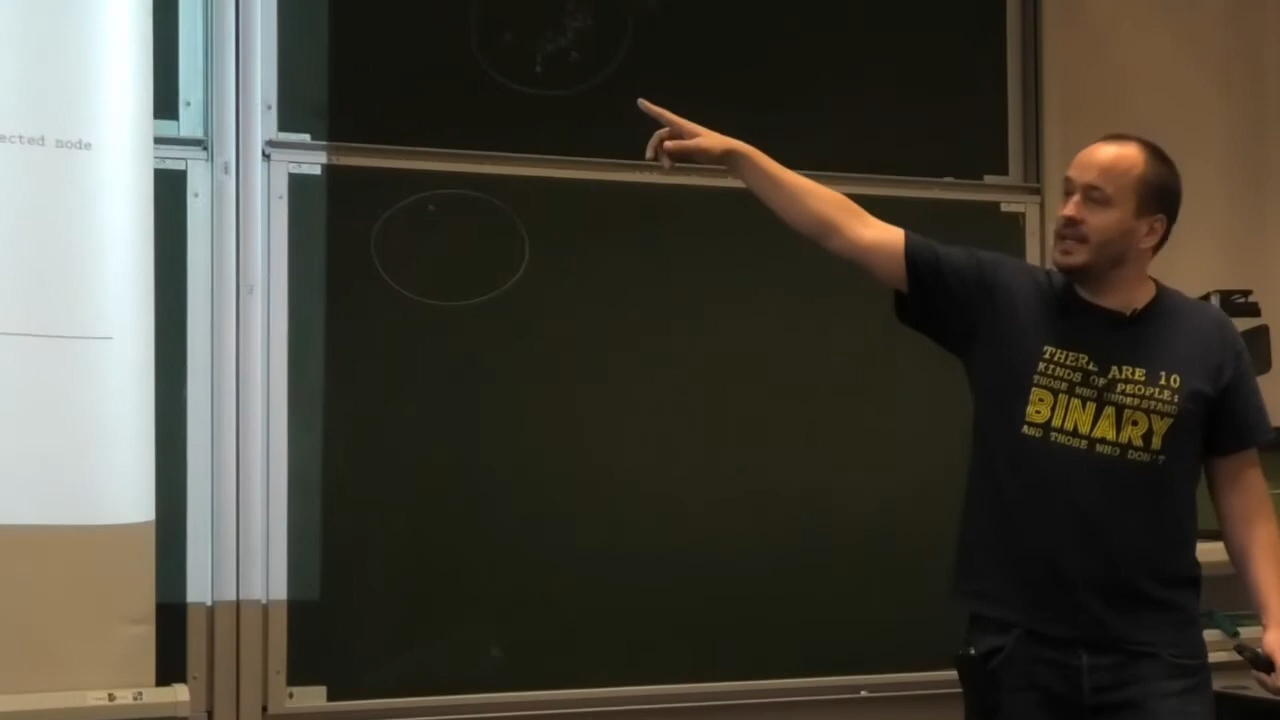 ected node
THERE ARE 10
KINDS OF PEOPLE:
THOSE WHO UNDERSTAND
BINARY
AND THOSE WHO DON'T